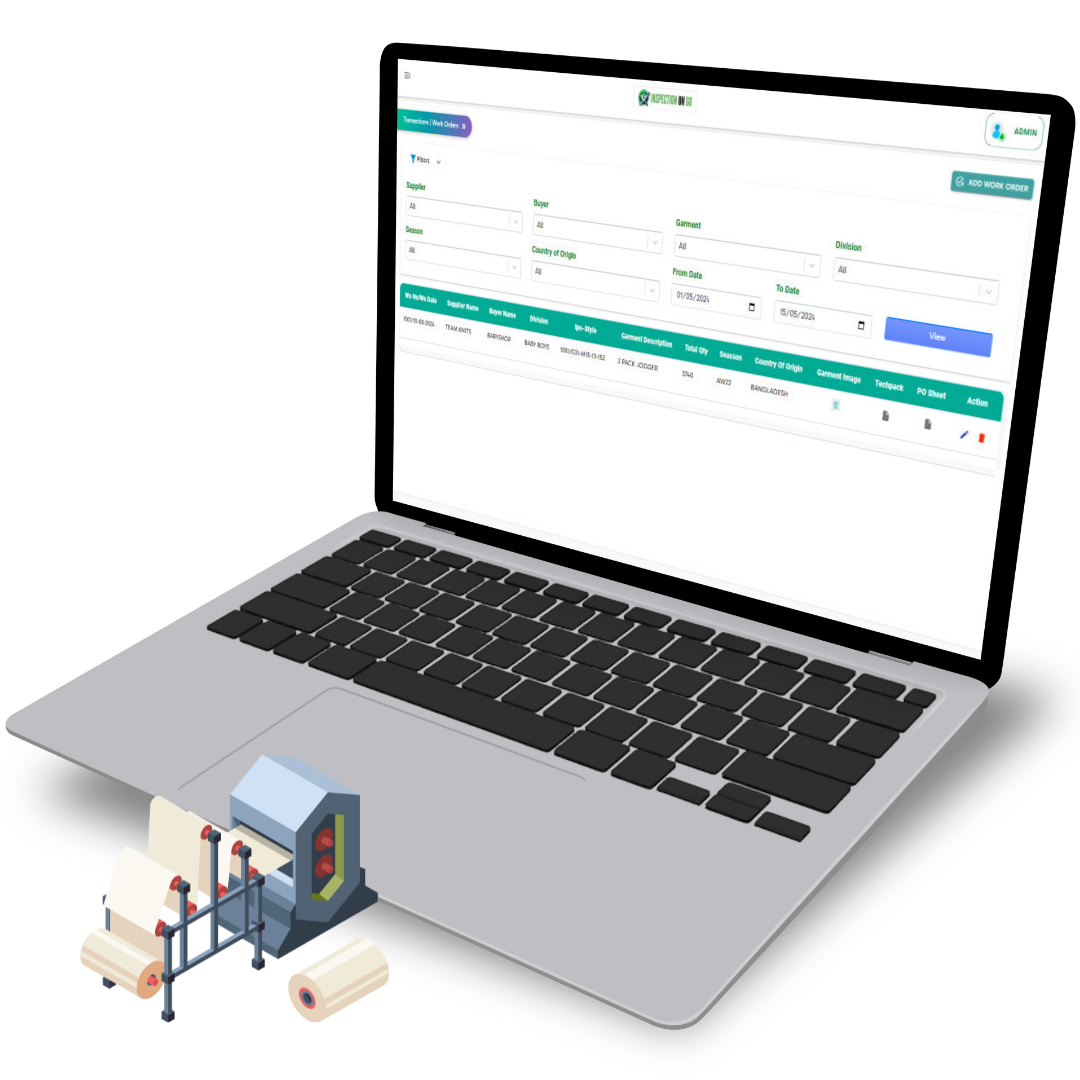 INSPECTION ON GO
ADMIN
Transactions | Work Orders »
ADD WORK ORDER
Filters
Supplier
Buyer
Garment
Division
All
All
All
All
Season
Country of Origin
From Date
To Date
All
All
01/05/2024
15/05/2024
View
Wo No/Wo Date Supplier Name Buyer Name Division Ipo-Style Garment Description Total Qty Seasson Country Of Origin Garment Image Techpack PO Sheet Action
TEAM KNITS BABYSHOP BABY BOYS 2 PACK JOGGER 3740 AW22 BANGLADESH